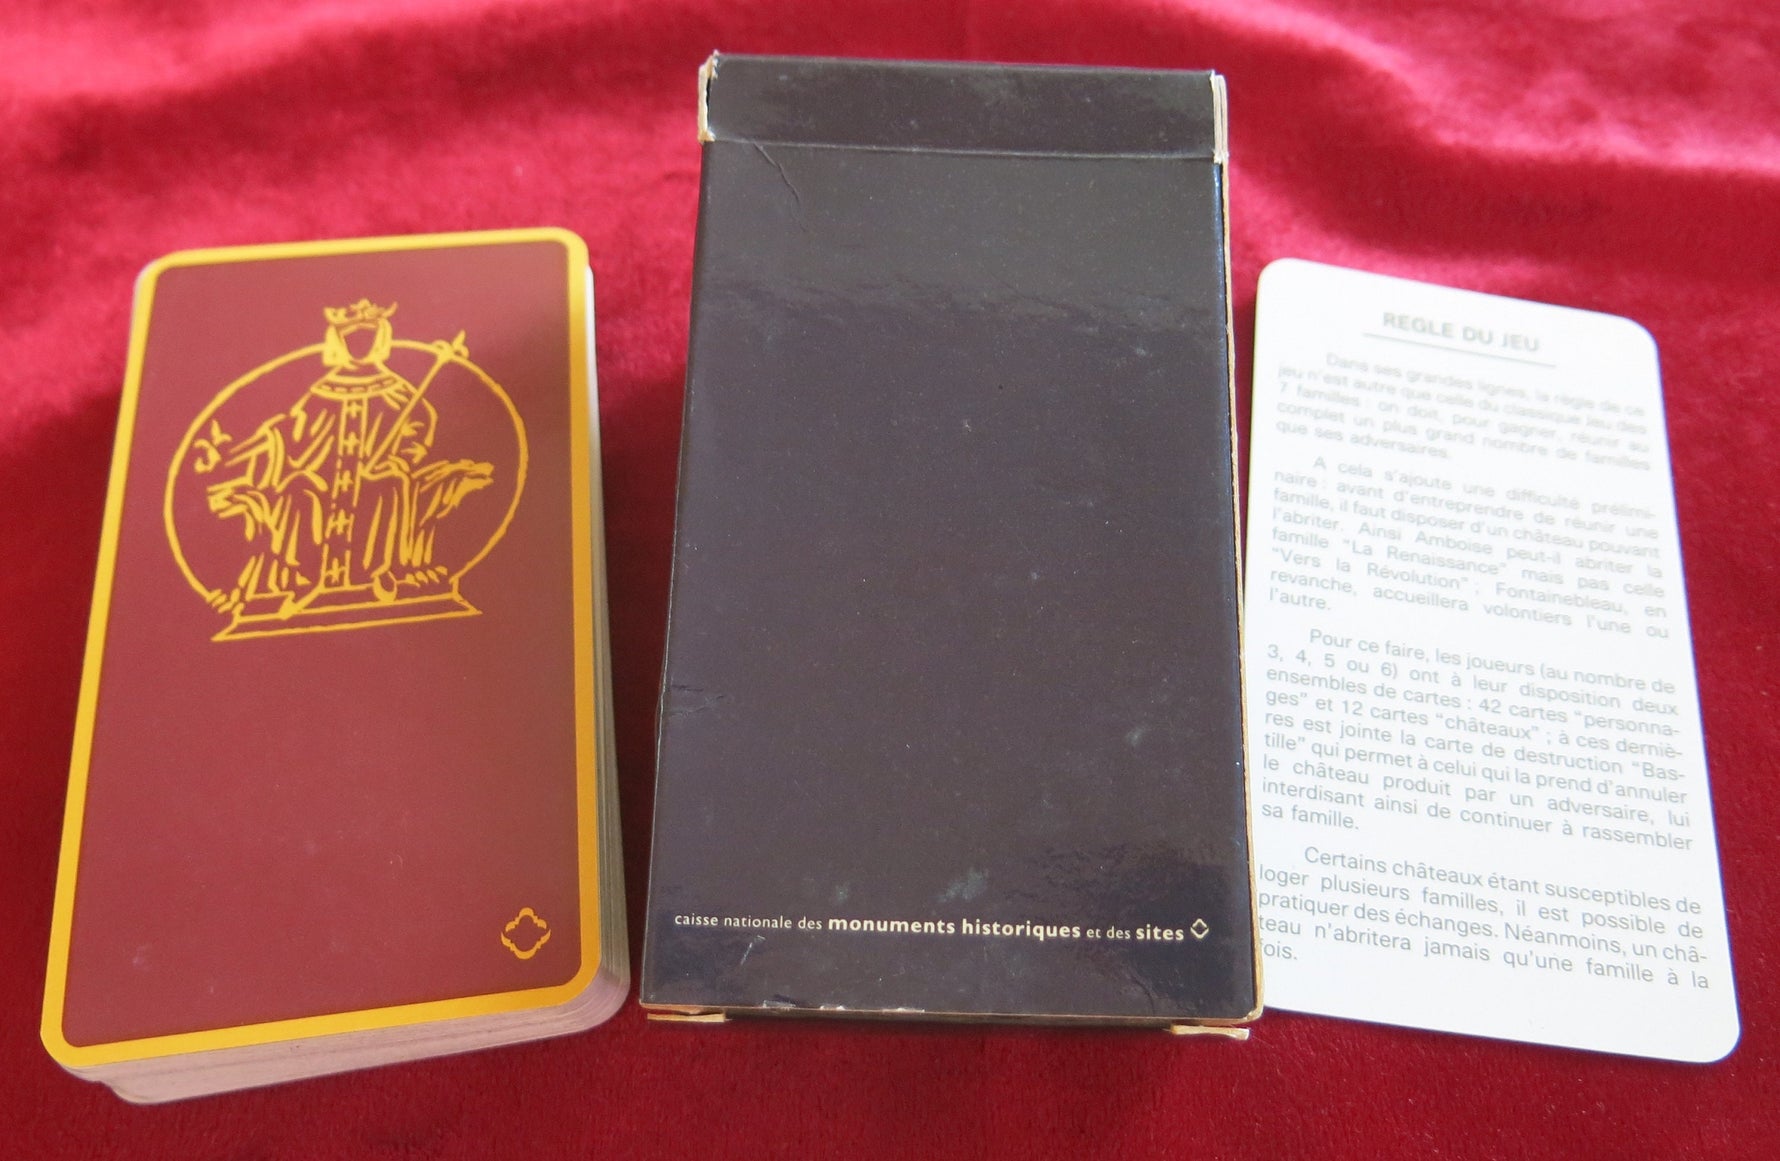 caisse nationale des monuments historiques et des sites
REGLE DU JEU
Dans ses grandes lignes, la règle de ce
jeu n'est autre que celle du classique jeu des
7 familles : on doit, pour gagner, réunir au
complet un plus grand nombre de familles
que ses adversaires.
A cela s'ajoute une difficulté prélimi-
naire : avant d'entreprendre de réunir une
famille, il faut disposer d'un château pouvant
l'abriter. Ainsi Amboise peut-il abriter la
famille "La Renaissance" mais pas celle
"Vers la Révolution" ; Fontainebleau, en
revanche, accueillera volontiers l'une ou
l'autre.
Pour ce faire, les joueurs (au nombre de
3, 4, 5 ou 6) ont à leur disposition deux
ensembles de cartes : 42 cartes "personna-
ges" et 12 cartes "châteaux" ; à ces derniè-
res est jointe la carte de destruction "Bas-
tille" qui permet à celui qui la prend d'annuler
le château produit par un adversaire, lui
interdisant ainsi de continuer à rassembler
sa famille.
Certains châteaux étant susceptibles de
loger plusieurs familles, il est possible de
pratiquer des échanges. Néanmoins, un châ-
teau n'abritera jamais qu'une famille à la
fois.